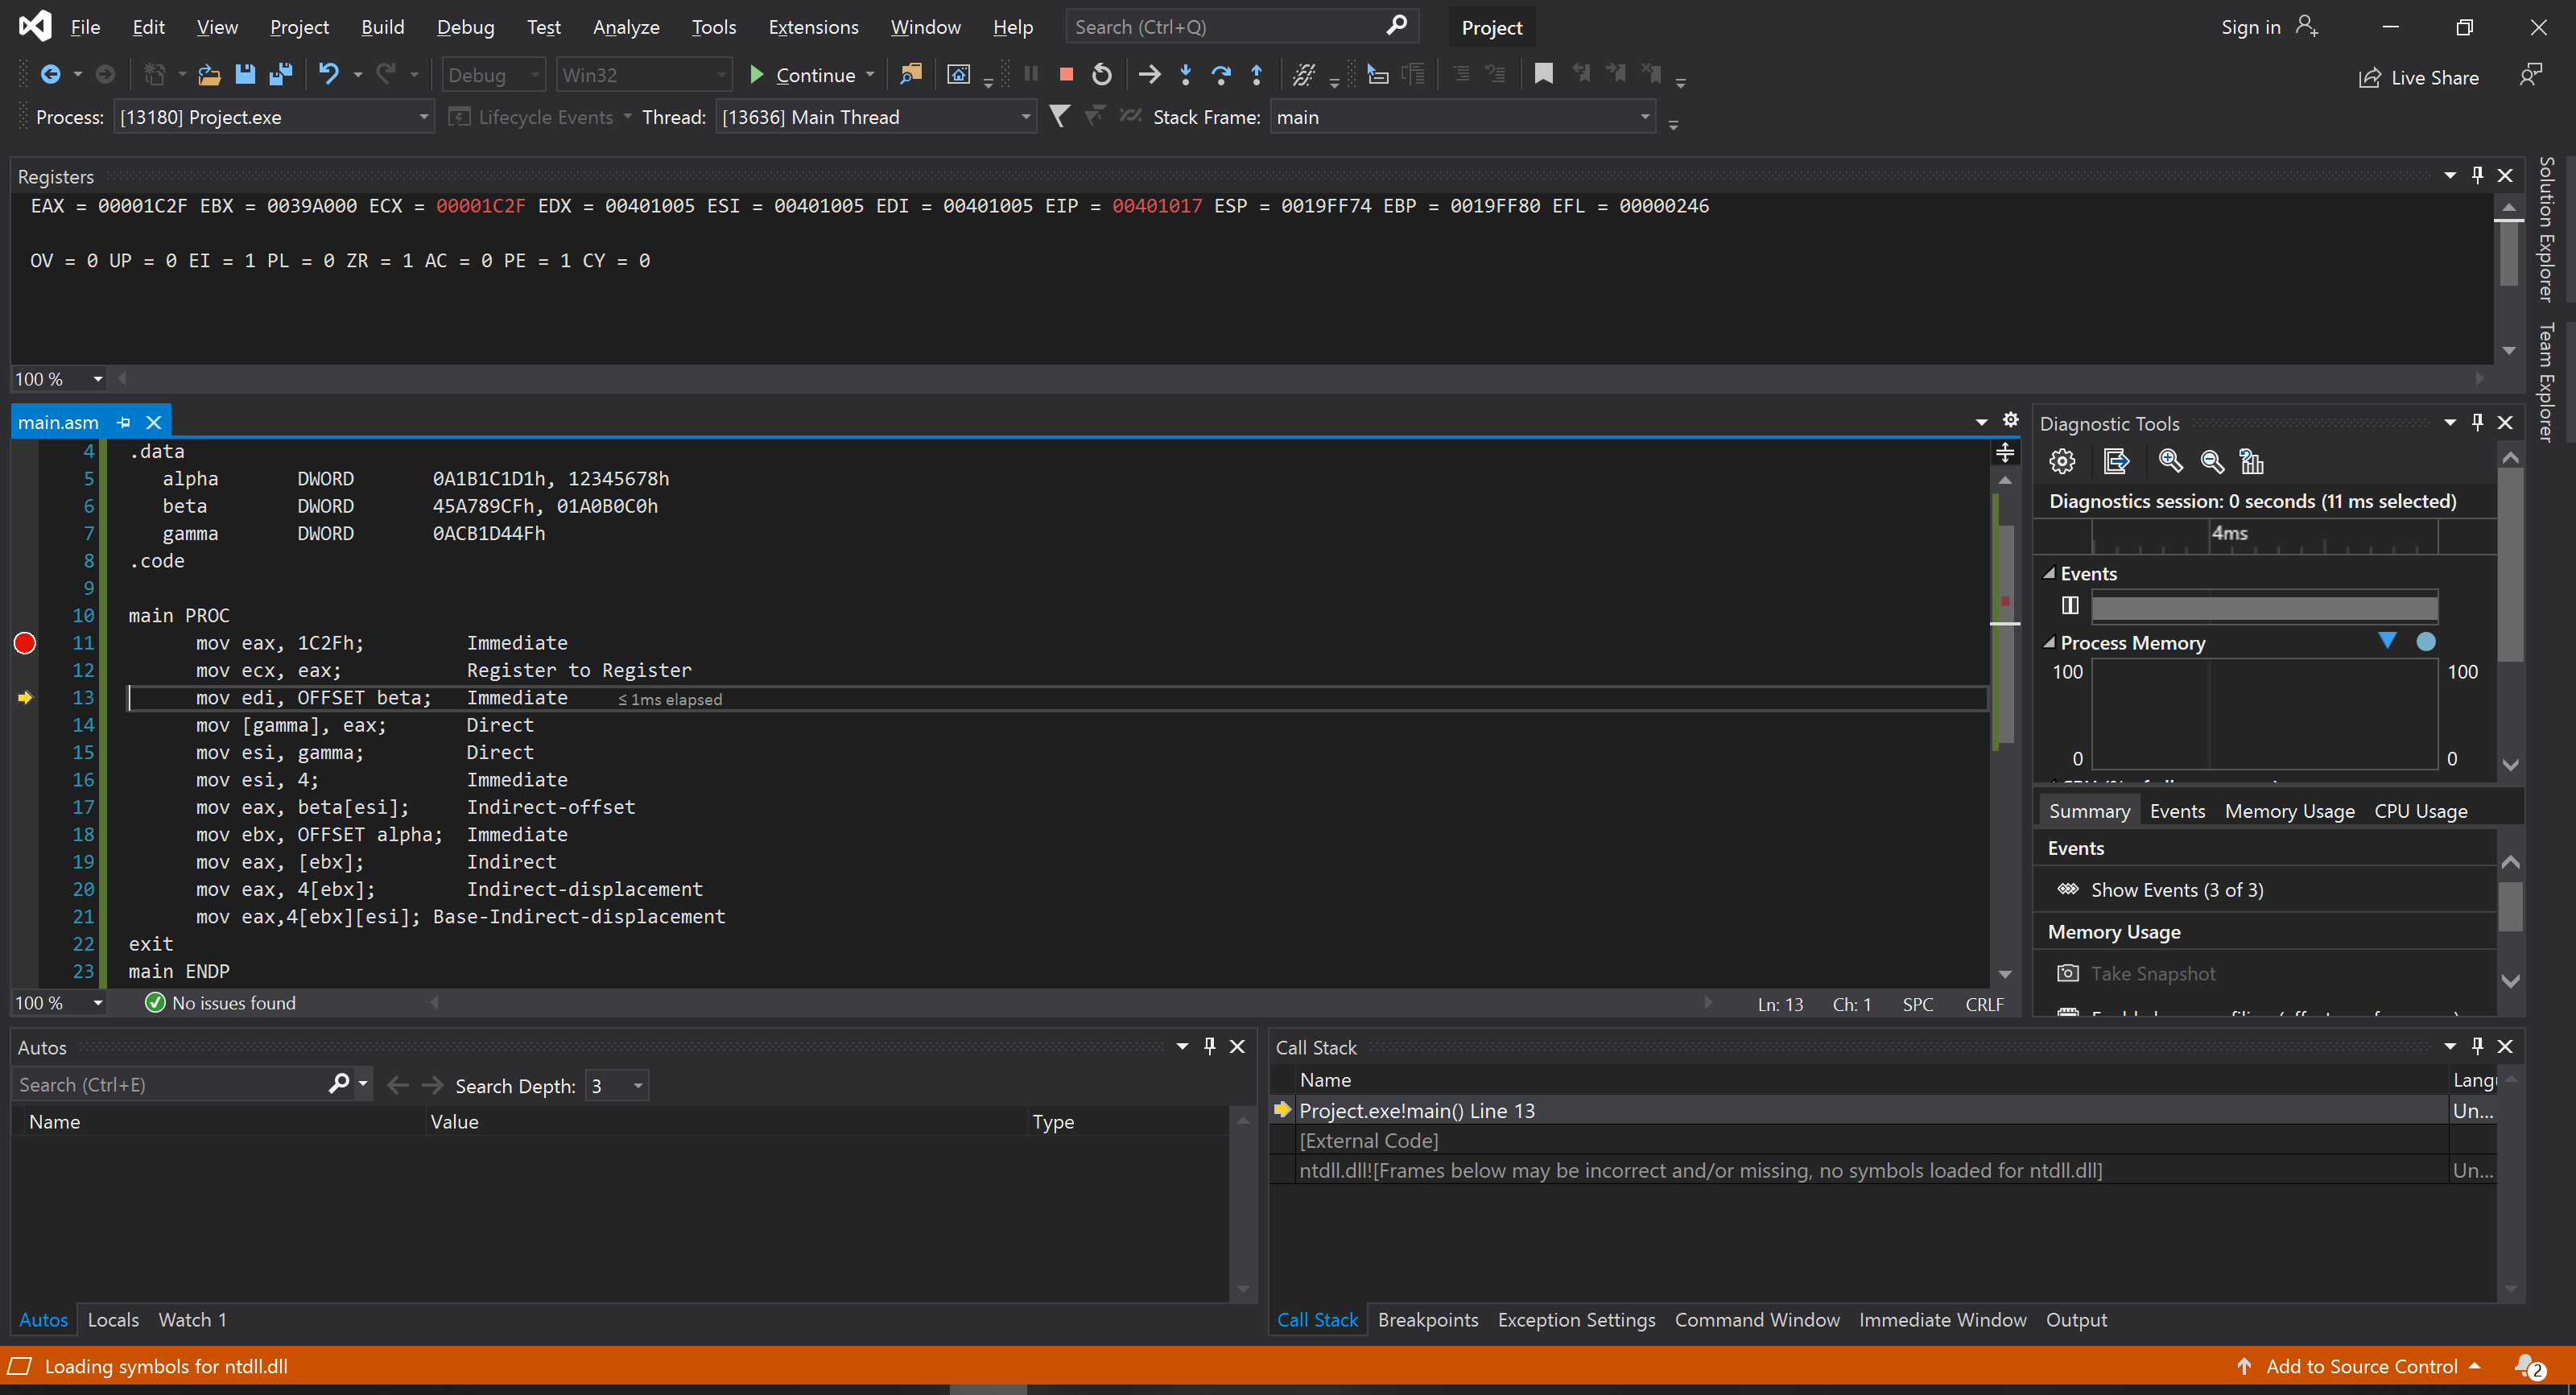 File Edit View Project Build Debug Test Analyze Tools Extensions Window Help Search (Ctrl+Q) Project Sign in
Debug Win32 Continue Live Share
Process: [13180] Project.exe Lifecycle Events Thread: [13636] Main Thread Stack Frame: main
Registers
EAX = 00001C2F EBX = 0039A000 ECX = 00001C2F EDX = 00401005 ESI = 00401005 EDI = 00401005 EIP = 00401017 ESP = 0019FF74 EBP = 0019FF80 EFL = 00000246
OV = 0 UP = 0 EI = 1 PL = 0 ZR = 1 AC = 0 PE = 1 CY = 0
100 %
Solution Explorer
Team Explorer
main.asm
4 .data
5 alpha DWORD 0A1B1C1D1h, 12345678h
6 beta DWORD 45A789CFh, 01A0B0C0h
7 gamma DWORD 0ACB1D44Fh
8 .code
9
10 main PROC
11 mov eax, 1C2Fh; Immediate
12 mov ecx, eax; Register to Register
13 mov edi, OFFSET beta; Immediate ≤ 1ms elapsed
14 mov [gamma], eax; Direct
15 mov esi, gamma; Direct
16 mov esi, 4; Immediate
17 mov eax, beta[esi]; Indirect-offset
18 mov ebx, OFFSET alpha; Immediate
19 mov eax, [ebx]; Indirect
20 mov eax, 4[ebx]; Indirect-displacement
21 mov eax,4[ebx][esi]; Base-Indirect-displacement
22 exit
23 main ENDP
100 % No issues found Ln: 13 Ch: 1 SPC CRLF
Diagnostic Tools
Diagnostics session: 0 seconds (11 ms selected)
4ms
Events
Process Memory
100 100
0 0
Summary Events Memory Usage CPU Usage
Events
Show Events (3 of 3)
Memory Usage
Take Snapshot
Autos
Search (Ctrl+E) Search Depth: 3
Name Value Type
Autos Locals Watch 1
Call Stack
Name Langu
Project.exe!main() Line 13 Un...
[External Code]
ntdll.dll![Frames below may be incorrect and/or missing, no symbols loaded for ntdll.dll] Un...
Call Stack Breakpoints Exception Settings Command Window Immediate Window Output
Loading symbols for ntdll.dll Add to Source Control 2